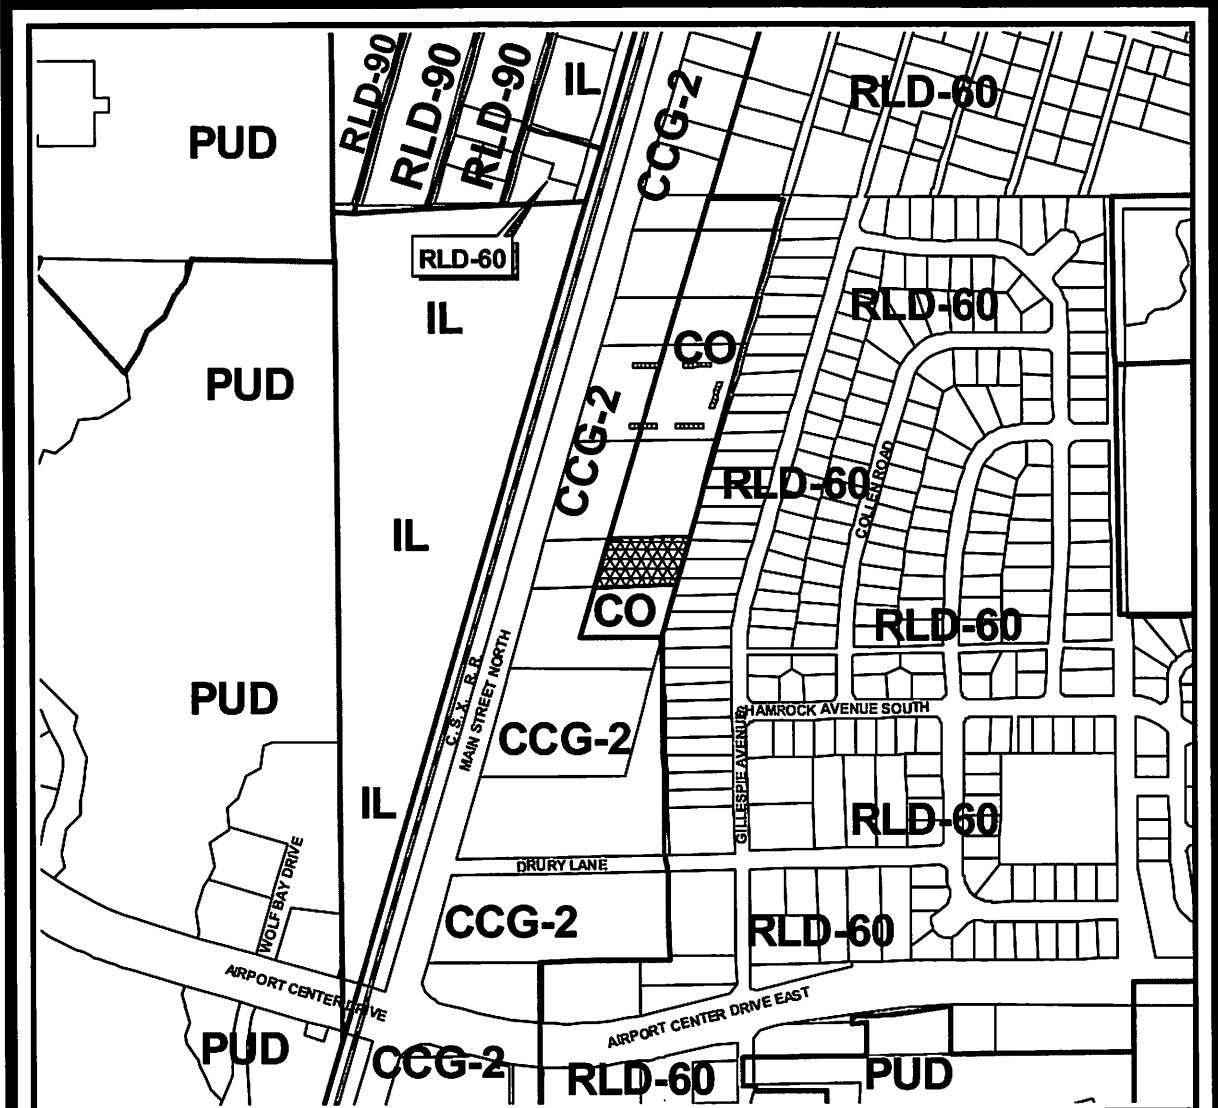 RLD-90
RLD-90
RLD-90
IL
CCG-2
RLD-60
PUD
RLD-60
IL
RLD-60
CO
PUD
CCG-2
RLD-60
COLLEN ROAD
IL
CO
RLD-60
C. S. X. R. R.
MAIN STREET NORTH
PUD
SHAMROCK AVENUE SOUTH
CCG-2
GILLESPIE AVENUE
IL
RLD-60
WOLF BAY DRIVE
DRURY LANE
CCG-2
RLD-60
AIRPORT CENTER DRIVE
AIRPORT CENTER DRIVE EAST
PUD
CCG-2
RLD-60
PUD